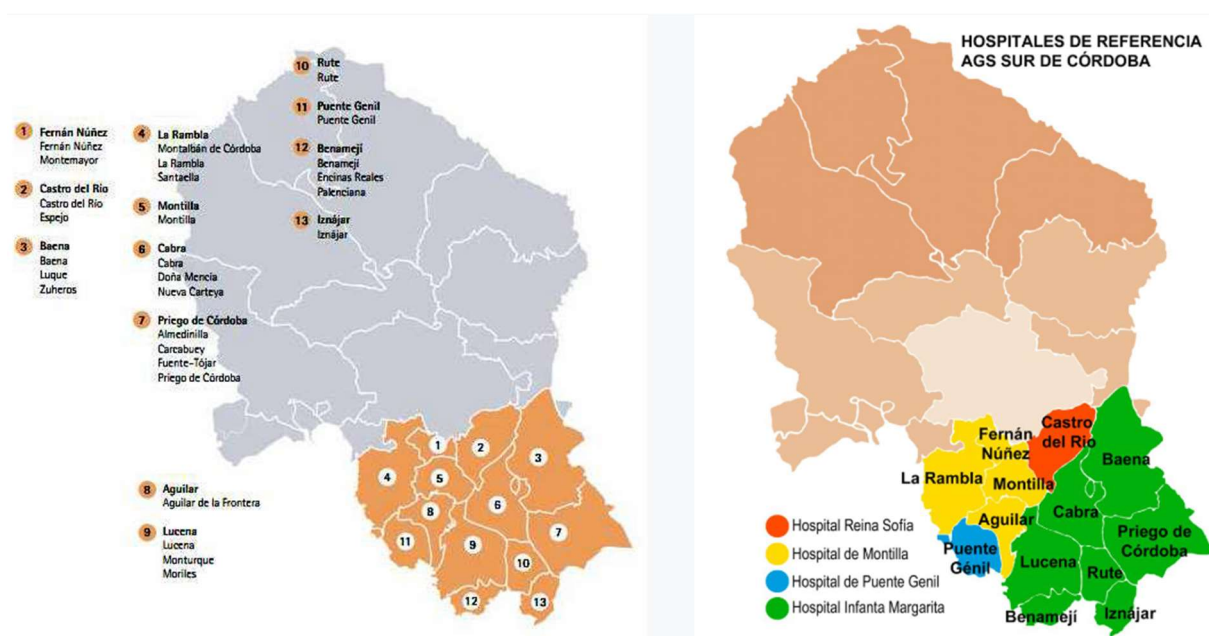 1 Fernán Núñez
Fernán Núñez
Montemayor
2 Castro del Río
Castro del Río
Espejo
3 Baena
Baena
Luque
Zuheros
4 La Rambla
Montalbán de Córdoba
La Rambla
Santaella
5 Montilla
Montilla
6 Cabra
Cabra
Doña Mencía
Nueva Carteya
7 Priego de Córdoba
Almedinilla
Carcabuey
Fuente-Tójar
Priego de Córdoba
8 Aguilar
Aguilar de la Frontera
9 Lucena
Lucena
Monturque
Moriles
10 Rute
Rute
11 Puente Genil
Puente Genil
12 Benamejí
Benamejí
Encinas Reales
Palenciana
13 Iznájar
Iznájar
1
2
3
4
5
6
7
8
9
10
11
12
13
HOSPITALES DE REFERENCIA
AGS SUR DE CÓRDOBA
Castro
del Río
Fernán
Núñez
Baena
La Rambla
Montilla
Cabra
Aguilar
Priego de
Córdoba
Puente
Génil
Lucena
Rute
Benamejí
Iznájar
Hospital Reina Sofía
Hospital de Montilla
Hospital de Puente Genil
Hospital Infanta Margarita